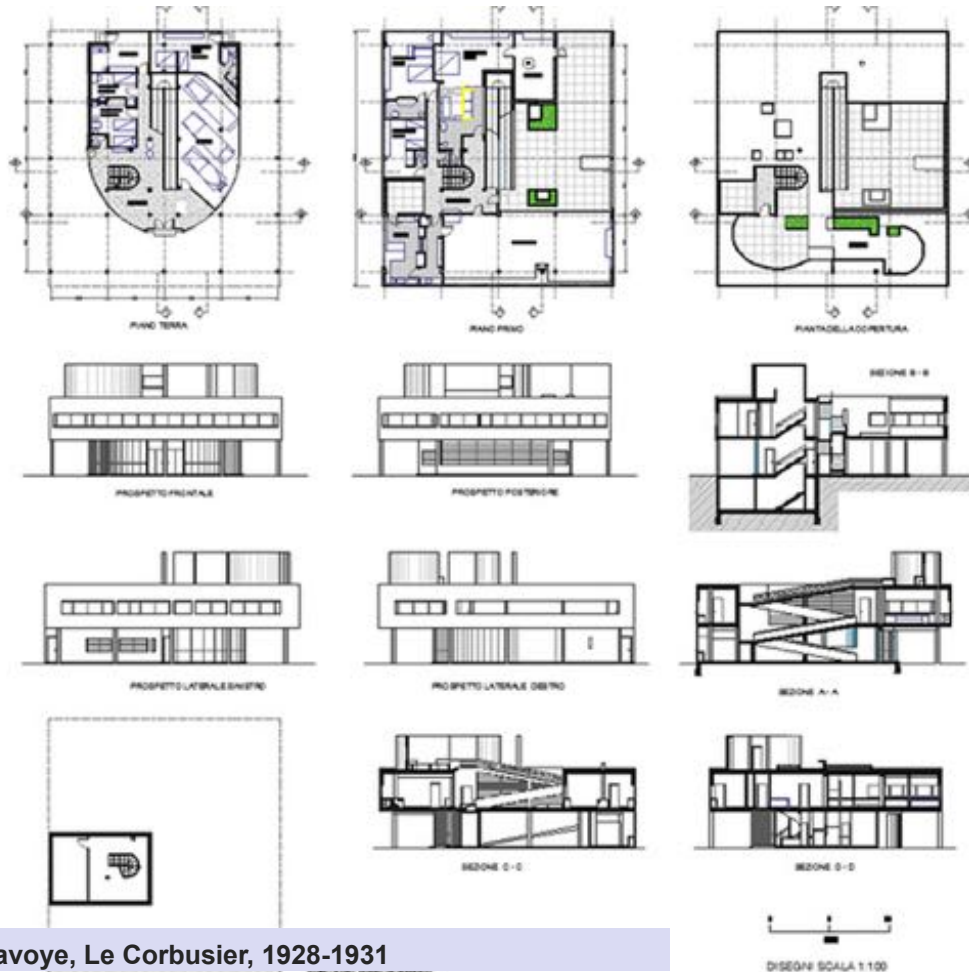 PIANO TERRA
PIANO PRIMO
PIANTA DELLA COPERTURA
PROSPETTO FRONTALE
PROSPETTO POSTERIORE
SEZIONE B - B
PROSPETTO LATERALE SINISTRO
PROSPETTO LATERALE DESTRO
SEZIONE A - A
SEZIONE C - C
SEZIONE D - D
avoye, Le Corbusier, 1928-1931
DISEGNI SCALA 1:100